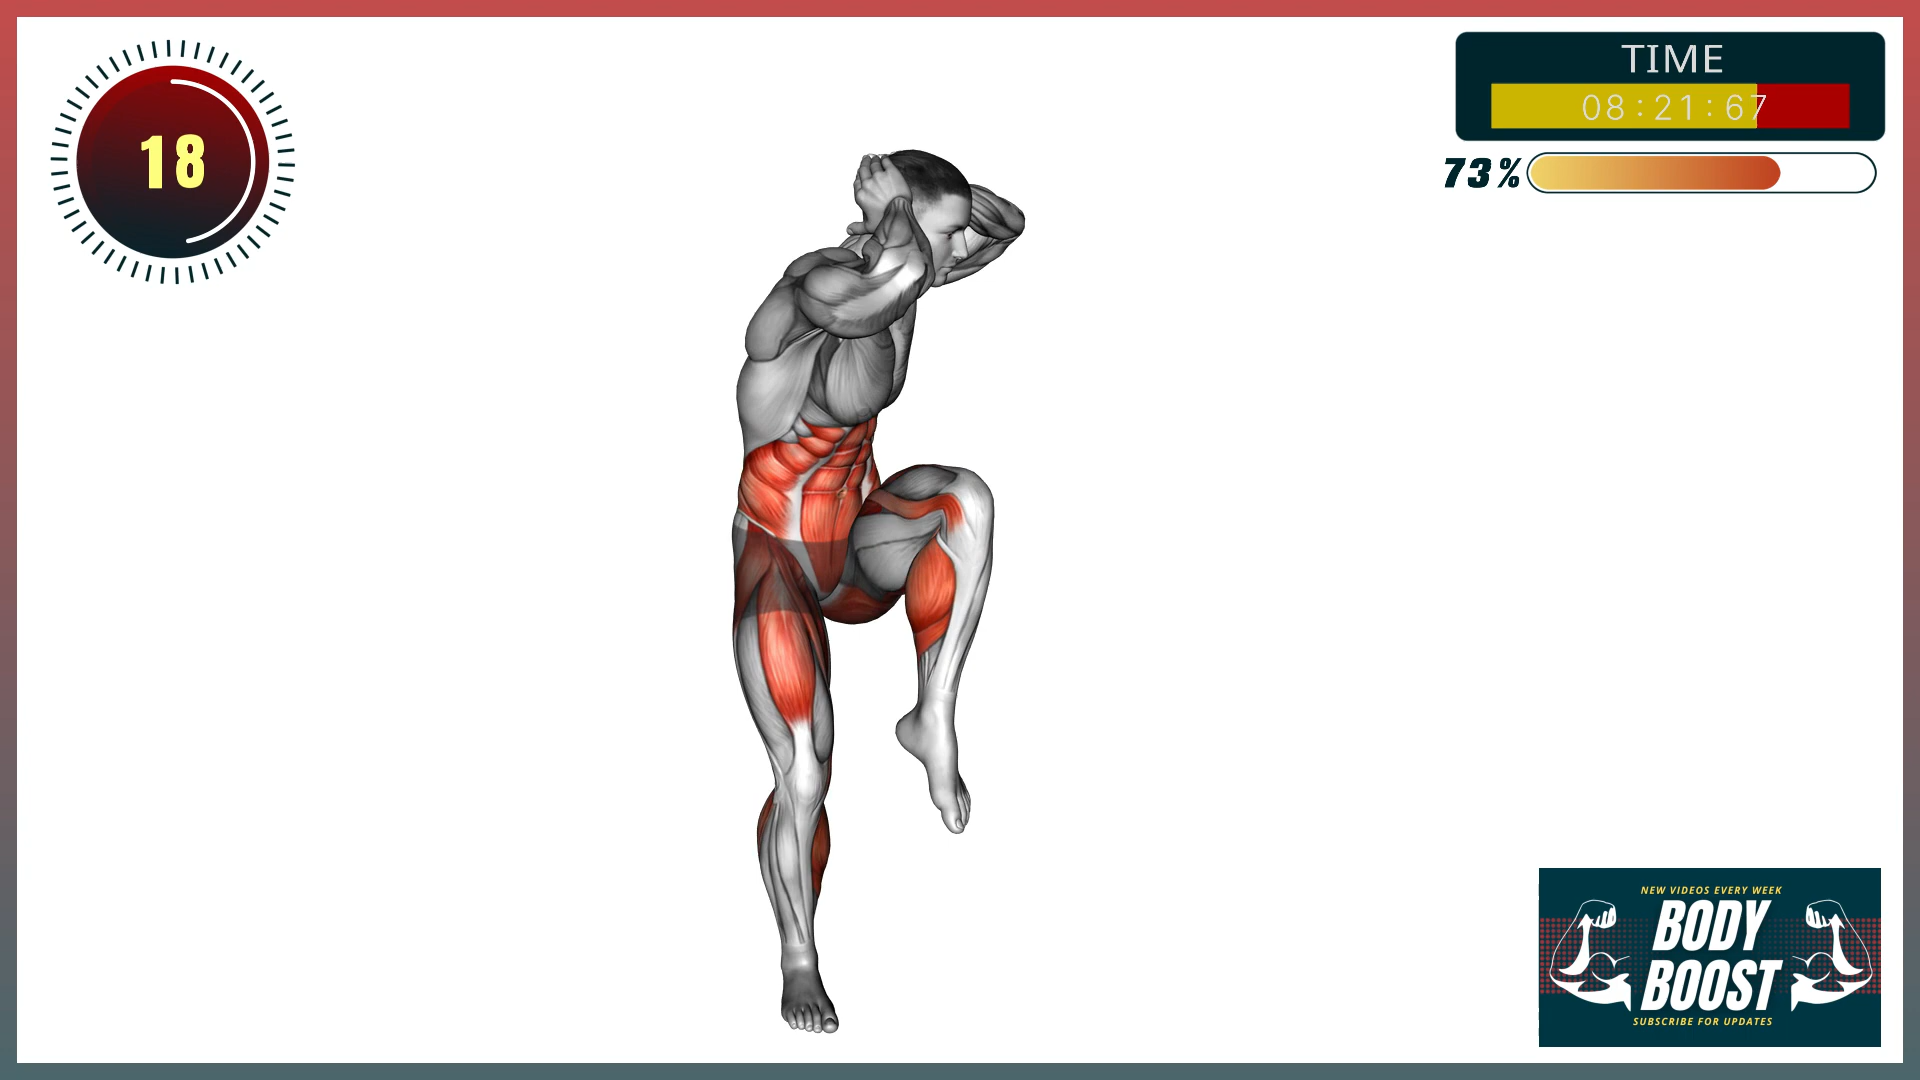 18
TIME
08:21:67
73%
NEW VIDEOS EVERY WEEK
BODY
BOOST
SUBSCRIBE FOR UPDATES